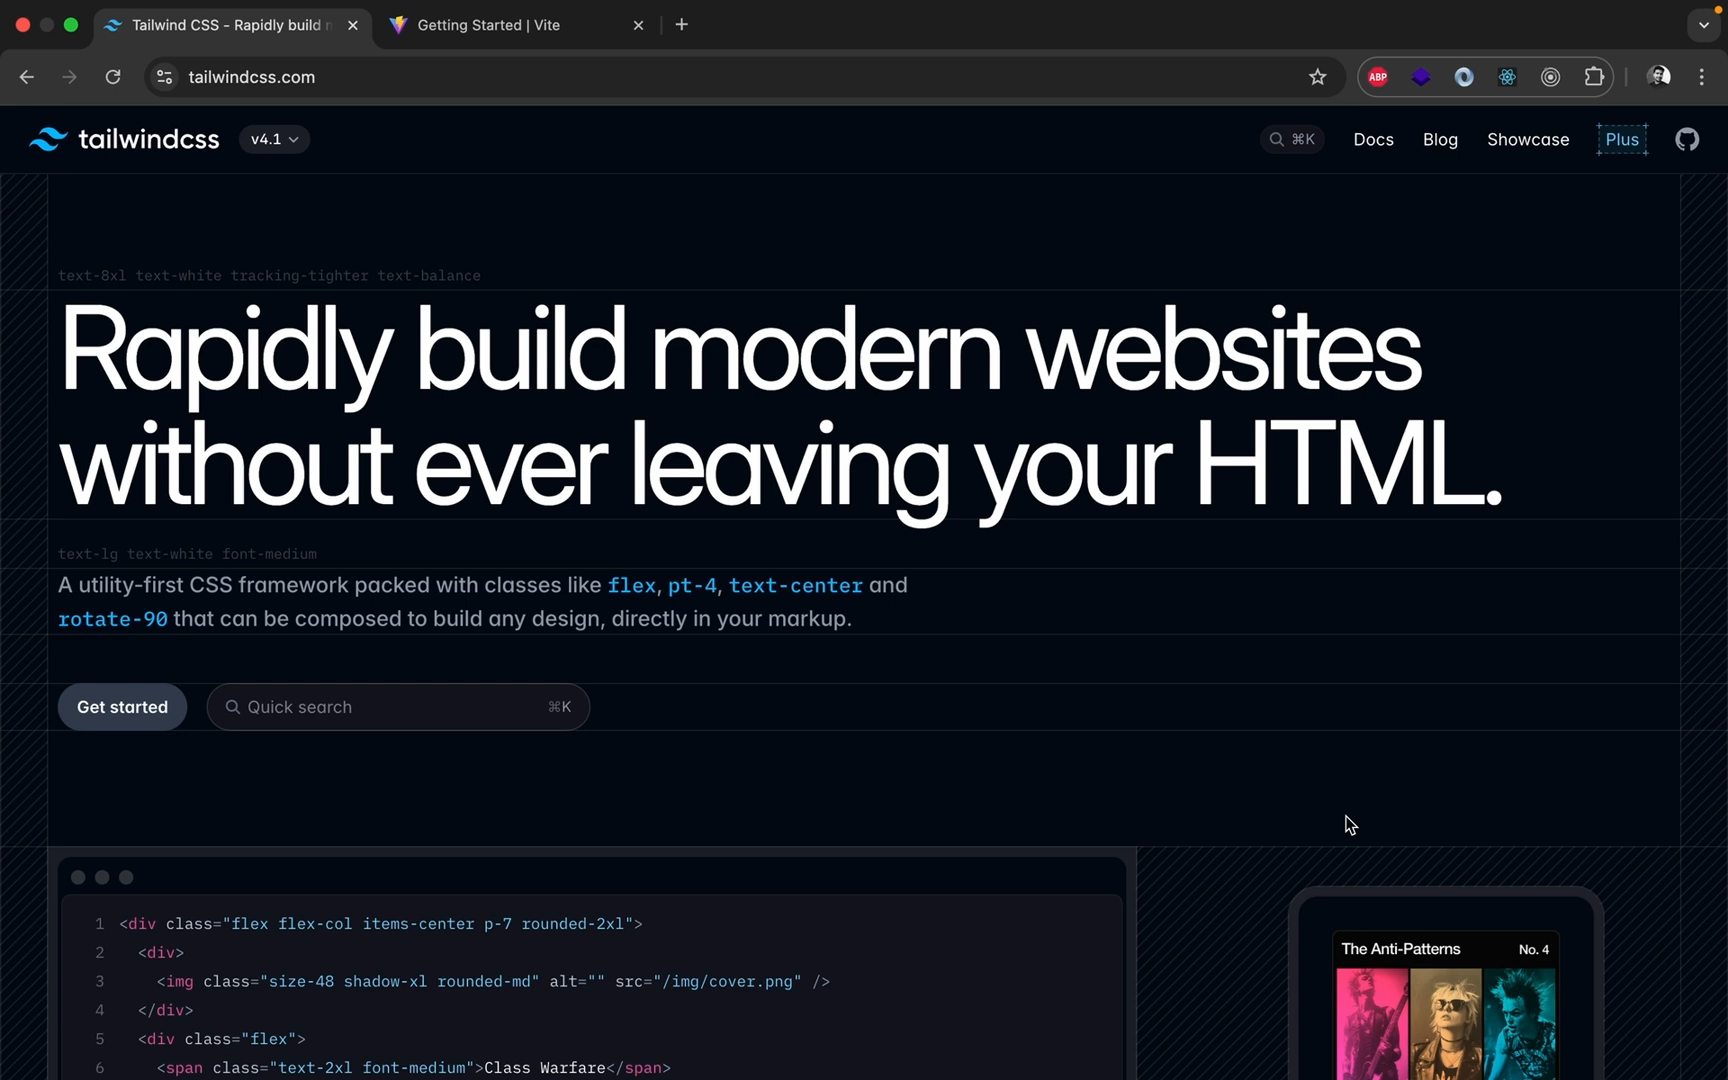 Tailwind CSS - Rapidly build
Getting Started | Vite
tailwindcss.com
ABP
tailwindcss
v4.1
⌘K
Docs
Blog
Showcase
Plus
text-8xl text-white tracking-tighter text-balance
Rapidly build modern websites
without ever leaving your HTML.
text-lg text-white font-medium
A utility-first CSS framework packed with classes like flex, pt-4, text-center and
rotate-90 that can be composed to build any design, directly in your markup.
Get started
Quick search
⌘K
1 <div class="flex flex-col items-center p-7 rounded-2xl">
2 <div>
3 <img class="size-48 shadow-xl rounded-md" alt="" src="/img/cover.png" />
4 </div>
5 <div class="flex">
6 <span class="text-2xl font-medium">Class Warfare</span>
The Anti-Patterns
No. 4